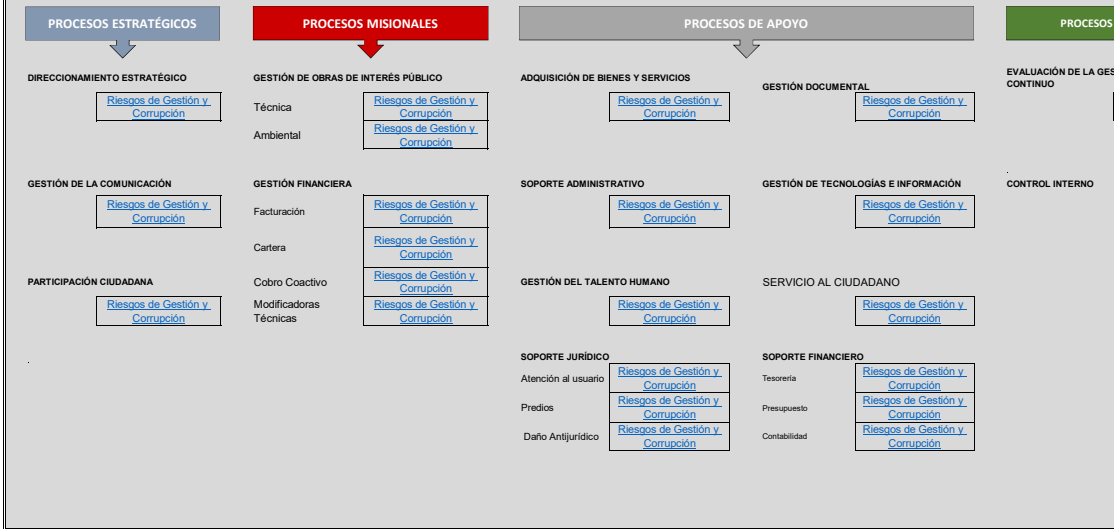 PROCESOS ESTRATÉGICOS
DIRECCIONAMIENTO ESTRATÉGICO
Riesgos de Gestión y
Corrupción
GESTIÓN DE LA COMUNICACIÓN
Riesgos de Gestión y
Corrupción
PARTICIPACIÓN CIUDADANA
Riesgos de Gestión y
Corrupción
.
PROCESOS MISIONALES
GESTIÓN DE OBRAS DE INTERÉS PÚBLICO
Técnica
Riesgos de Gestión y
Corrupción
Ambiental
Riesgos de Gestión y
Corrupción
GESTIÓN FINANCIERA
Facturación
Riesgos de Gestión y
Corrupción
Cartera
Riesgos de Gestión y
Corrupción
Cobro Coactivo
Riesgos de Gestión y
Corrupción
Modificadoras
Técnicas
Riesgos de Gestión y
Corrupción
PROCESOS DE APOYO
ADQUISICIÓN DE BIENES Y SERVICIOS
Riesgos de Gestión y
Corrupción
SOPORTE ADMINISTRATIVO
Riesgos de Gestión y
Corrupción
GESTIÓN DEL TALENTO HUMANO
Riesgos de Gestión y
Corrupción
SOPORTE JURÍDICO
Atención al usuario
Riesgos de Gestión y
Corrupción
Predios
Riesgos de Gestión y
Corrupción
Daño Antijurídico
Riesgos de Gestión y
Corrupción
GESTIÓN DOCUMENTAL
Riesgos de Gestión y
Corrupción
GESTIÓN DE TECNOLOGÍAS E INFORMACIÓN
Riesgos de Gestión y
Corrupción
SERVICIO AL CIUDADANO
Riesgos de Gestión y
Corrupción
SOPORTE FINANCIERO
Tesorería
Riesgos de Gestión y
Corrupción
Presupuesto
Riesgos de Gestión y
Corrupción
Contabilidad
Riesgos de Gestión y
Corrupción
PROCESOS
EVALUACIÓN DE LA GES
CONTINUO
.
CONTROL INTERNO